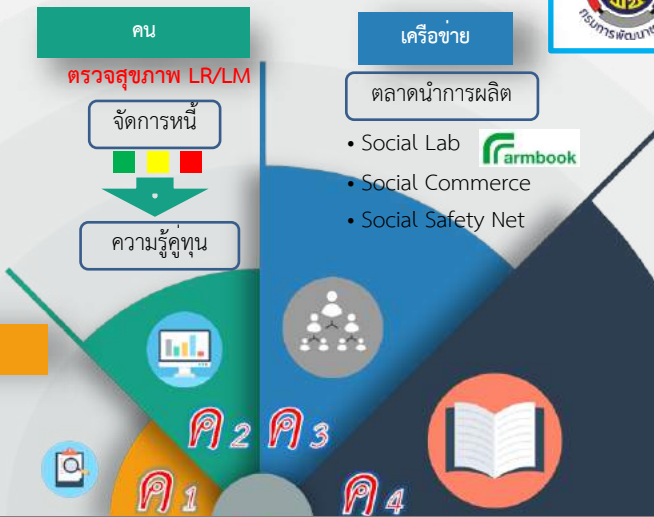 คน
ตรวจสุขภาพ LR/LM
จัดการหนี้
ความรู้คู่ทุน
เครือข่าย
ตลาดนำการผลิต
• Social Lab
Farmbook
• Social Commerce
• Social Safety Net
ค 1
ค 2
ค 3
ค 4